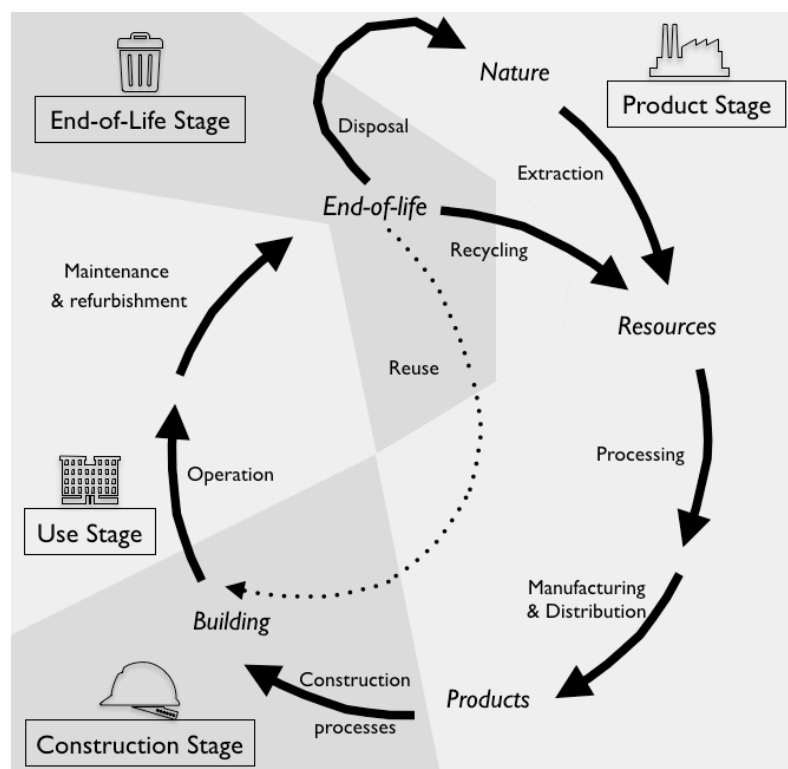 End-of-Life Stage
Nature
Product Stage
Disposal
Extraction
End-of-life
Recycling
Maintenance
& refurbishment
Resources
Reuse
Processing
Operation
Use Stage
Manufacturing
& Distribution
Building
Construction
processes
Products
Construction Stage